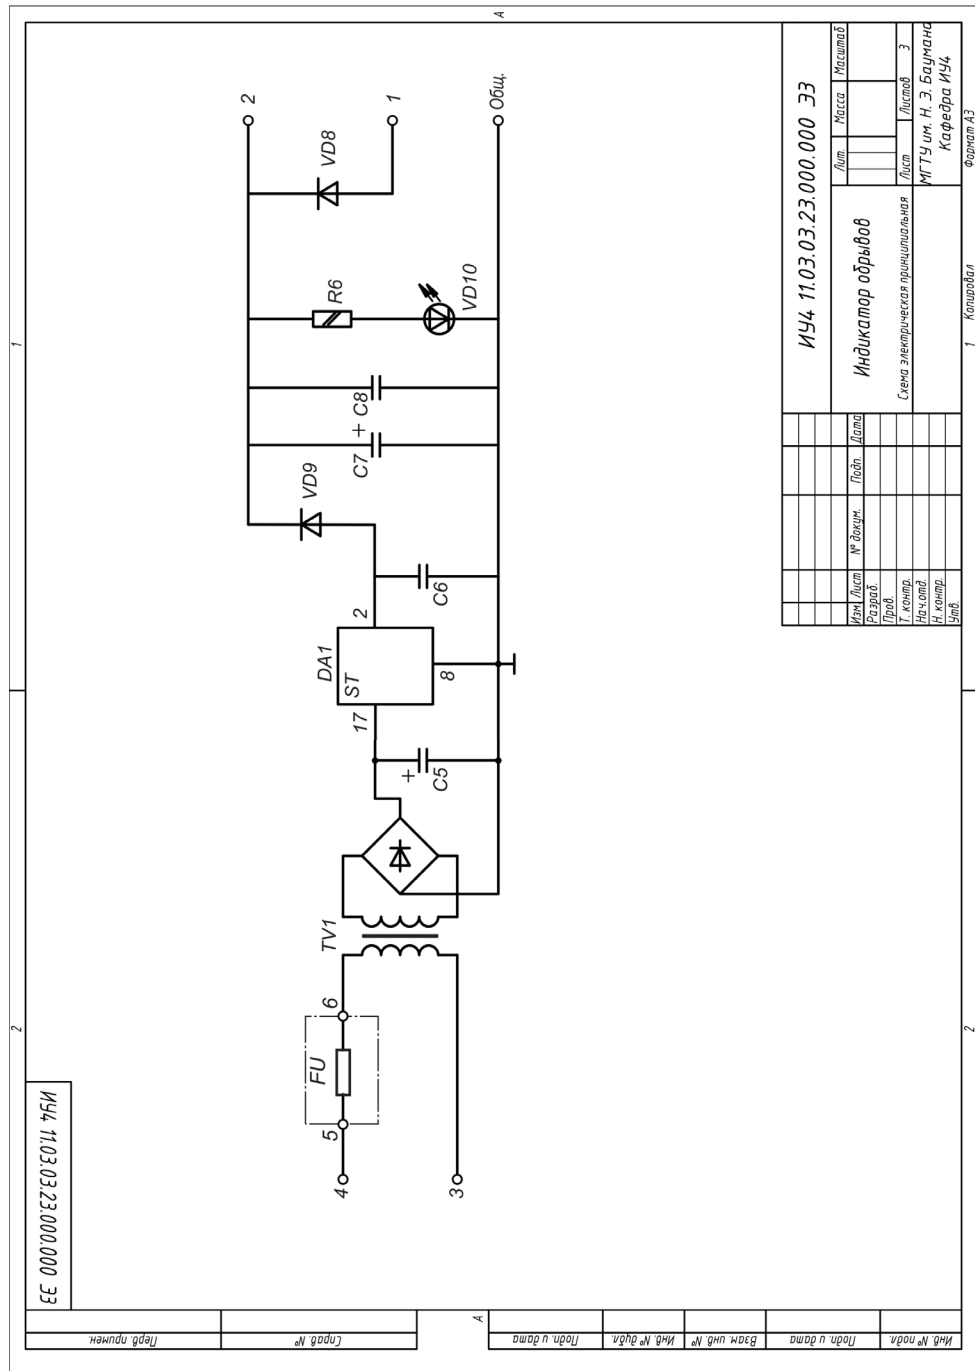 ИУ4 11.03.03.23.000.000 ЭЗ
Перв. примен.
Справ. №
Подп. и дата
Инв. № дубл.
Взам. инв. №
Подп. и дата
Инв. № подл.
2
1
A
A
4
3
5
FU
6
TV1
+
C5
17
DA1
ST
8
2
C6
VD9
C7
+
C8
R6
VD10
VD8
2
1
Общ.
ИУ4 11.03.03.23.000.000 ЭЗ
Изм. Лист № докум. Подп. Дата
Разраб.
Пров.
Т. контр.
Нач.отд.
Н. контр.
Утв.
Индикатор обрывов
Схема электрическая принципиальная
Лит. Масса Масштаб
Лист Листов 3
МГТУ им. Н. Э. Баумана
Кафедра ИУ4
2
1
Копировал
Формат А3